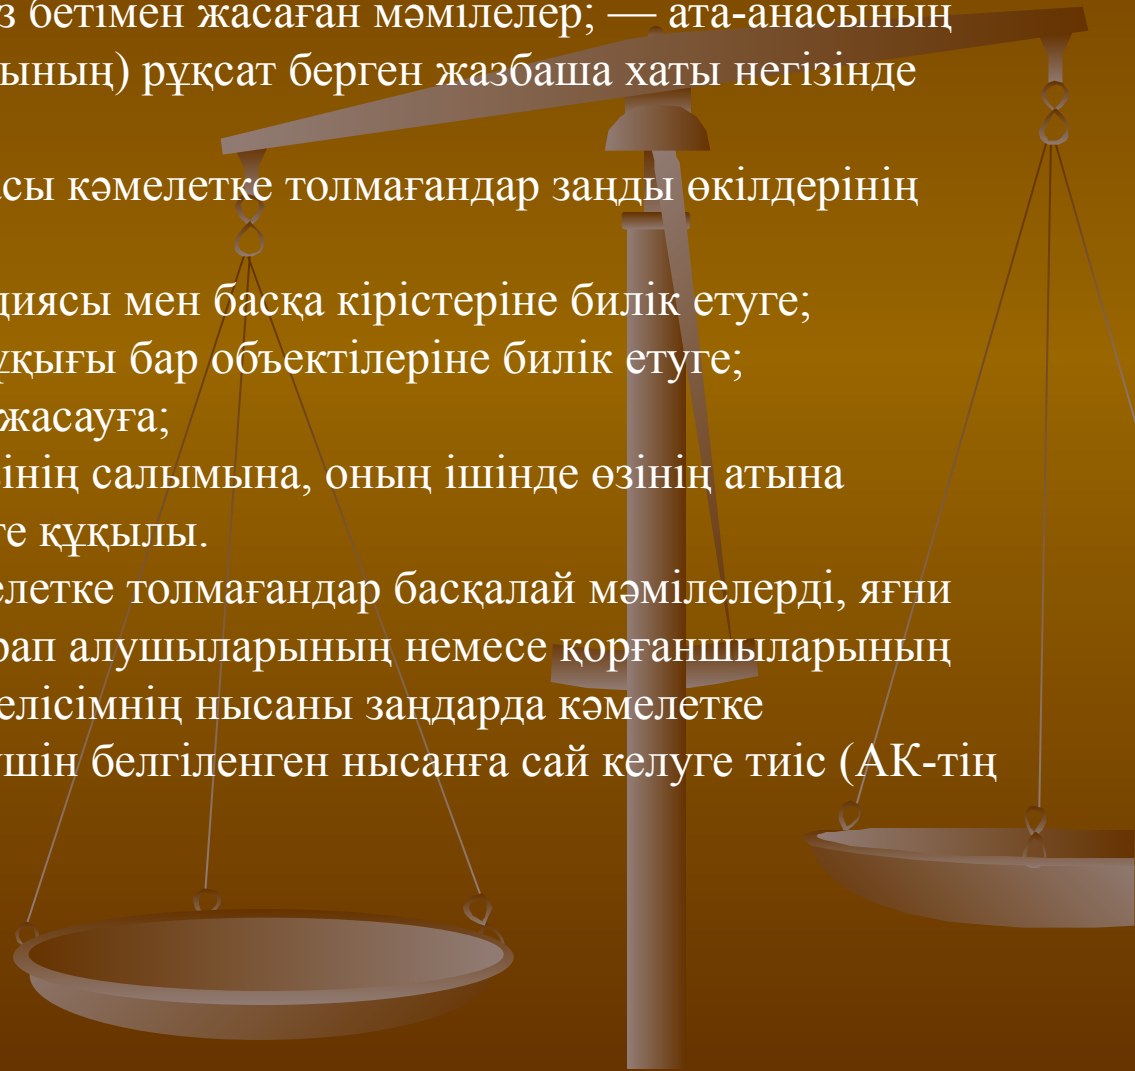 з бетімен жасаған мәмілелер; — ата-анасының
ының) рұқсат берген жазбаша хаты негізінде
сы кәмелетке толмағандар заңды өкілдерінің
диясы мен басқа кірістеріне билік етуге;
ұқығы бар объектілеріне билік етуге;
жасауға;
інің салымына, оның ішінде өзінің атына
ге құқылы.
елетке толмағандар басқалай мәмілелерді, яғни
рап алушыларының немесе қорғаншыларының
елісімнің нысаны заңдарда кәмелетке
үшін белгіленген нысанға сай келуге тиіс (АК-тің